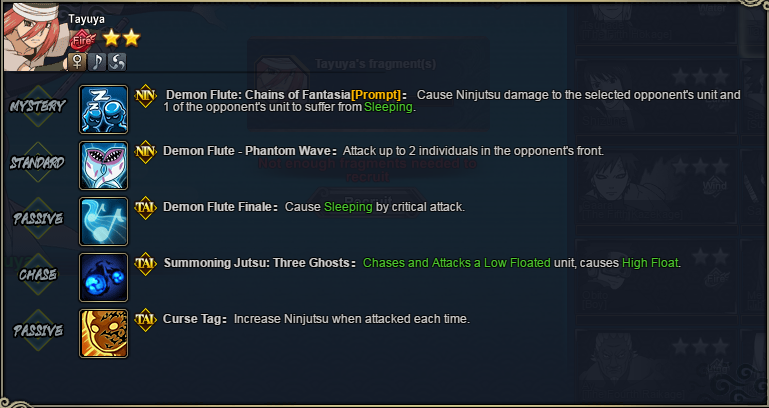 Tayuya
Fire
Tayuya's fragment(s)
MYSTERY
NIN
Demon Flute: Chains of Fantasia[Prompt]： Cause Ninjutsu damage to the selected opponent's unit and
1 of the opponent's unit to suffer from Sleeping.
STANDARD
NIN
Demon Flute - Phantom Wave：Attack up to 2 individuals in the opponent's front.
PASSIVE
TAI
Demon Flute Finale：Cause Sleeping by critical attack.
CHASE
TAI
Summoning Jutsu: Three Ghosts：Chases and Attacks a Low Floated unit, causes High Float.
PASSIVE
TAI
Curse Tag：Increase Ninjutsu when attacked each time.